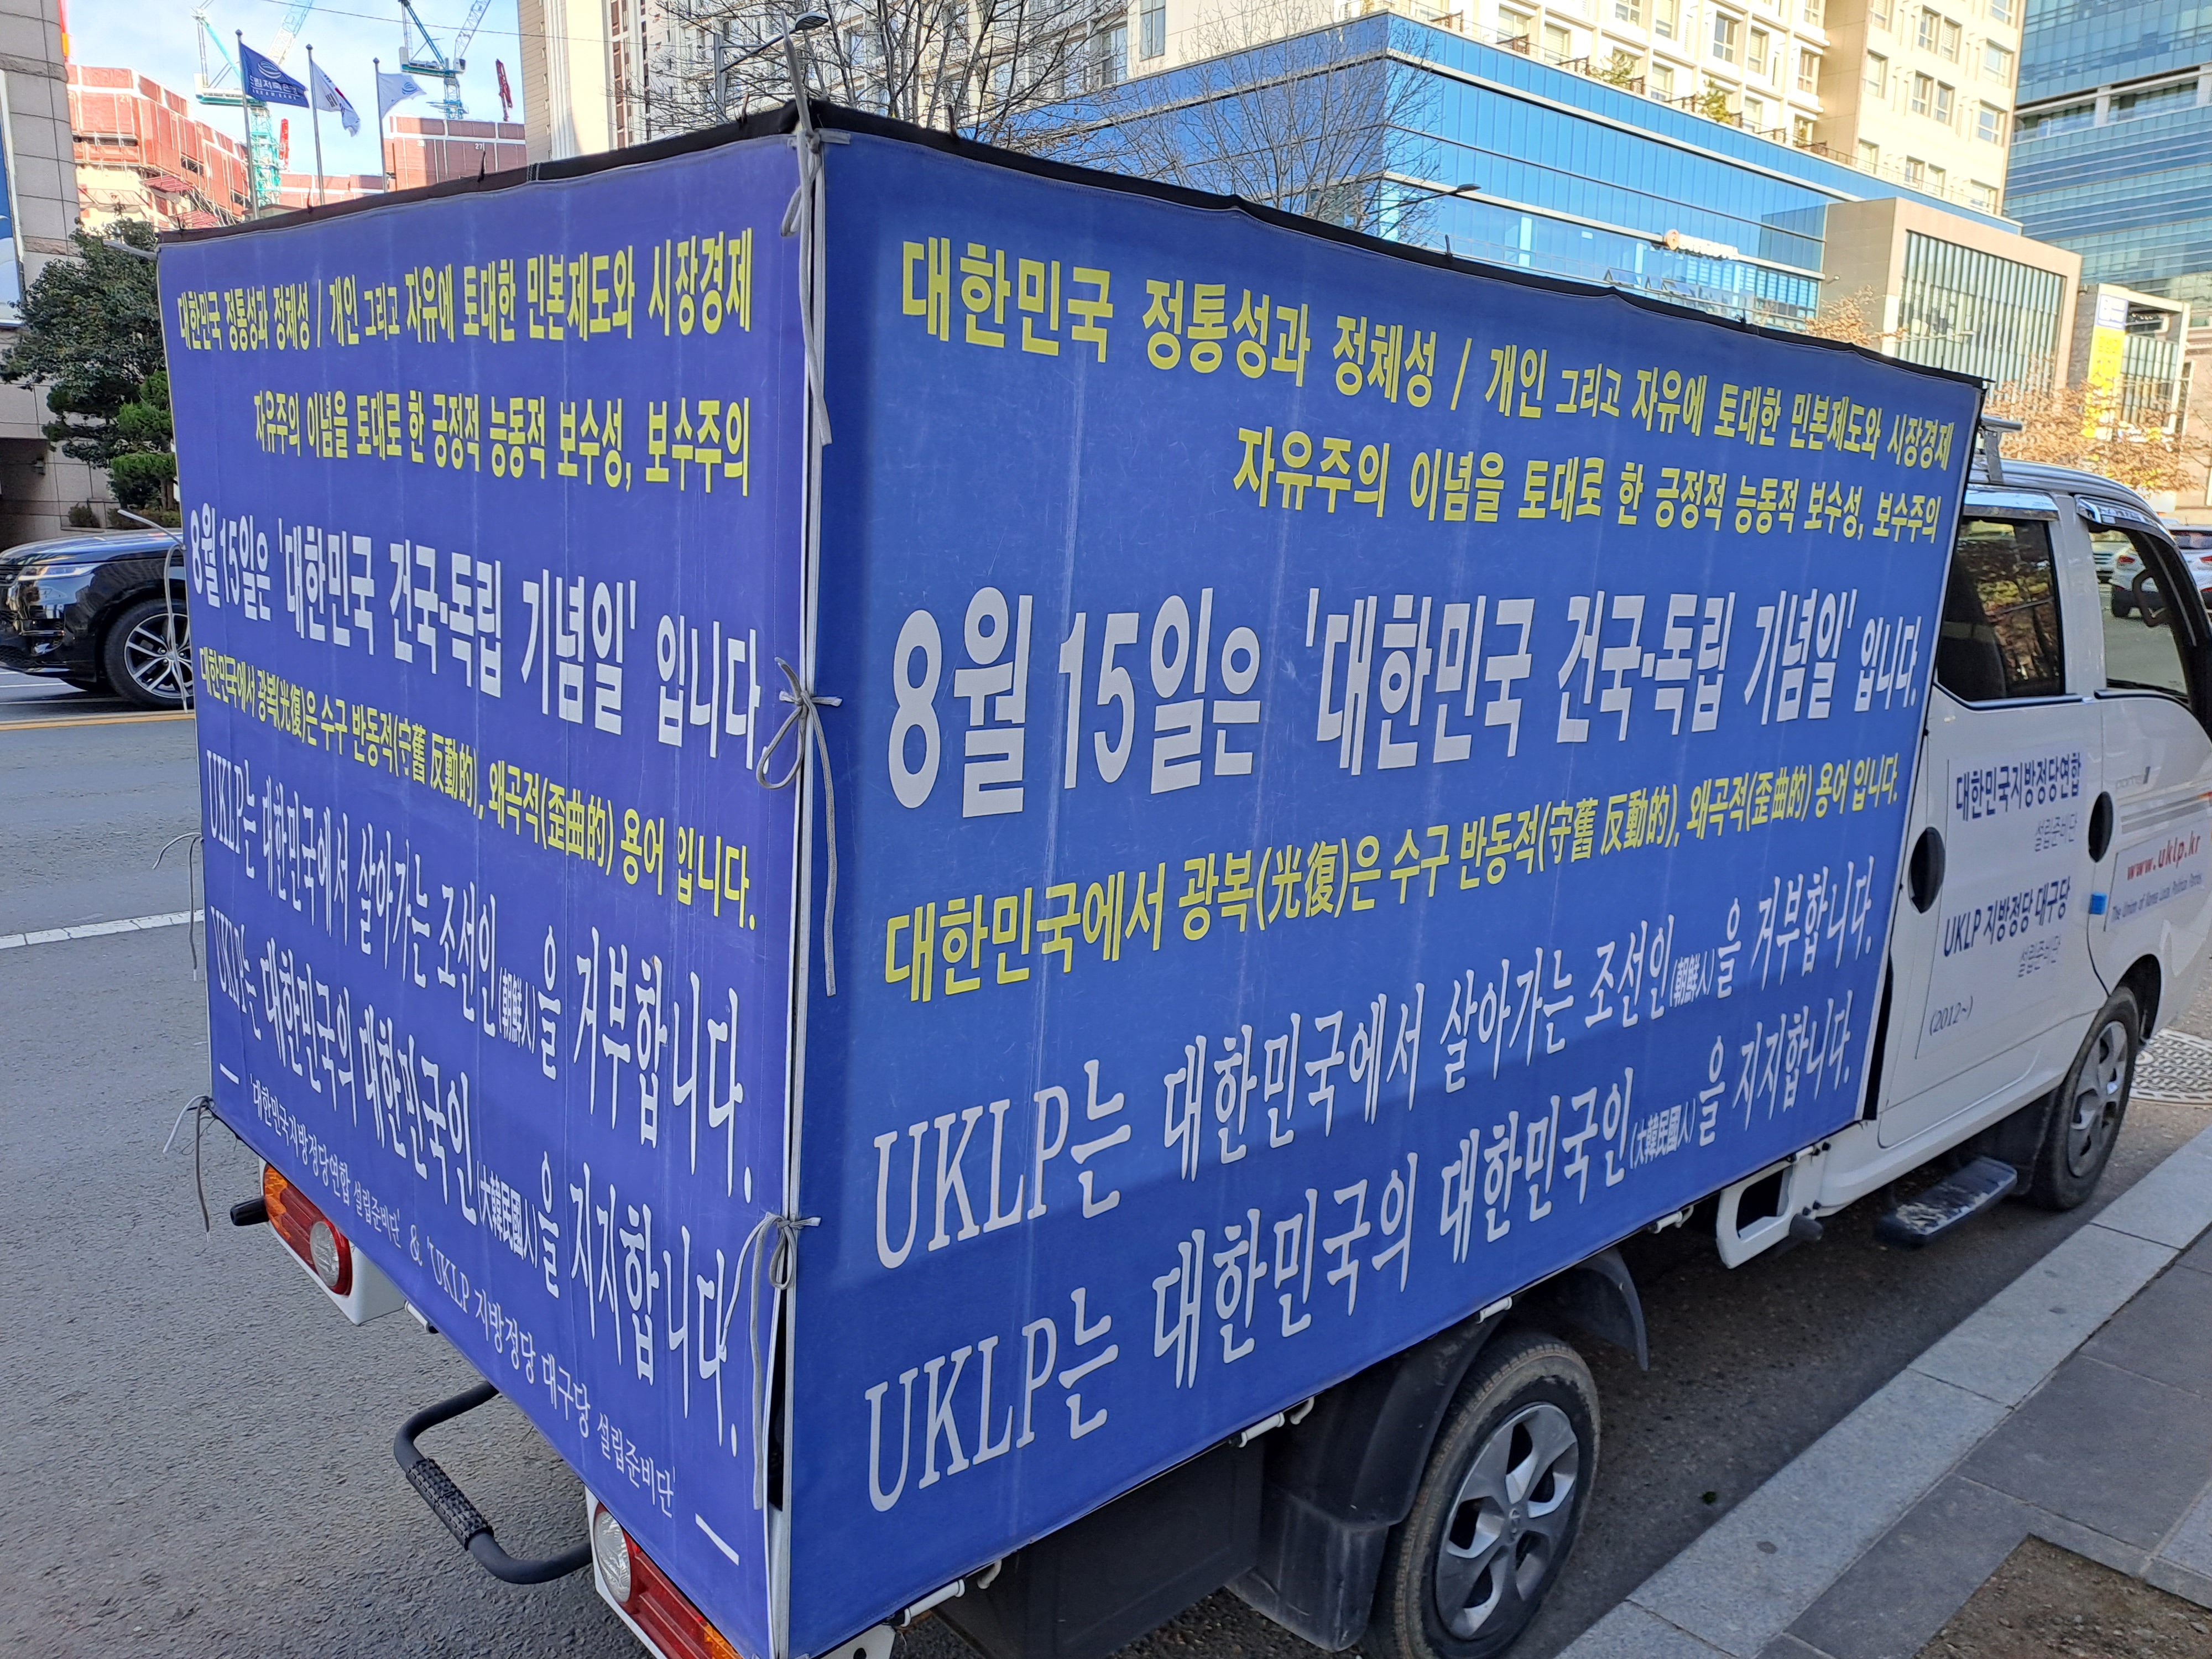 대한민국 정통성과 정체성 / 개인 그리고 자유에 토대한 민본제도와 시장경제
자유주의 이념을 토대로 한 긍정적 능동적 보수성, 보수주의
8월 15일은 '대한민국 건국·독립 기념일' 입니다.
대한민국에서 광복(光復)은 수구 반동적(守舊 反動的), 왜곡적(歪曲的) 용어 입니다.
UKLP는 대한민국에서 살아가는 조선인(朝鮮人)을 거부합니다.
UKLP는 대한민국의 대한민국인(大韓民國人)을 지지합니다.
— '대한민국지방정당연합 설립준비단' & 'UKLP 지방정당 대구당 설립준비단' —
대한민국 정통성과 정체성 / 개인 그리고 자유에 토대한 민본제도와 시장경제
자유주의 이념을 토대로 한 긍정적 능동적 보수성, 보수주의
8월 15일은 '대한민국 건국·독립 기념일' 입니다.
대한민국에서 광복(光復)은 수구 반동적(守舊 反動的), 왜곡적(歪曲的) 용어 입니다.
UKLP는 대한민국에서 살아가는 조선인(朝鮮人)을 거부합니다.
UKLP는 대한민국의 대한민국인(大韓民國人)을 지지합니다.
대한민국지방정당연합
설립준비단
UKLP 지방정당 대구당
설립준비단
(2012~)
www.uklp.kr
The Union of Korea Local Political Parties